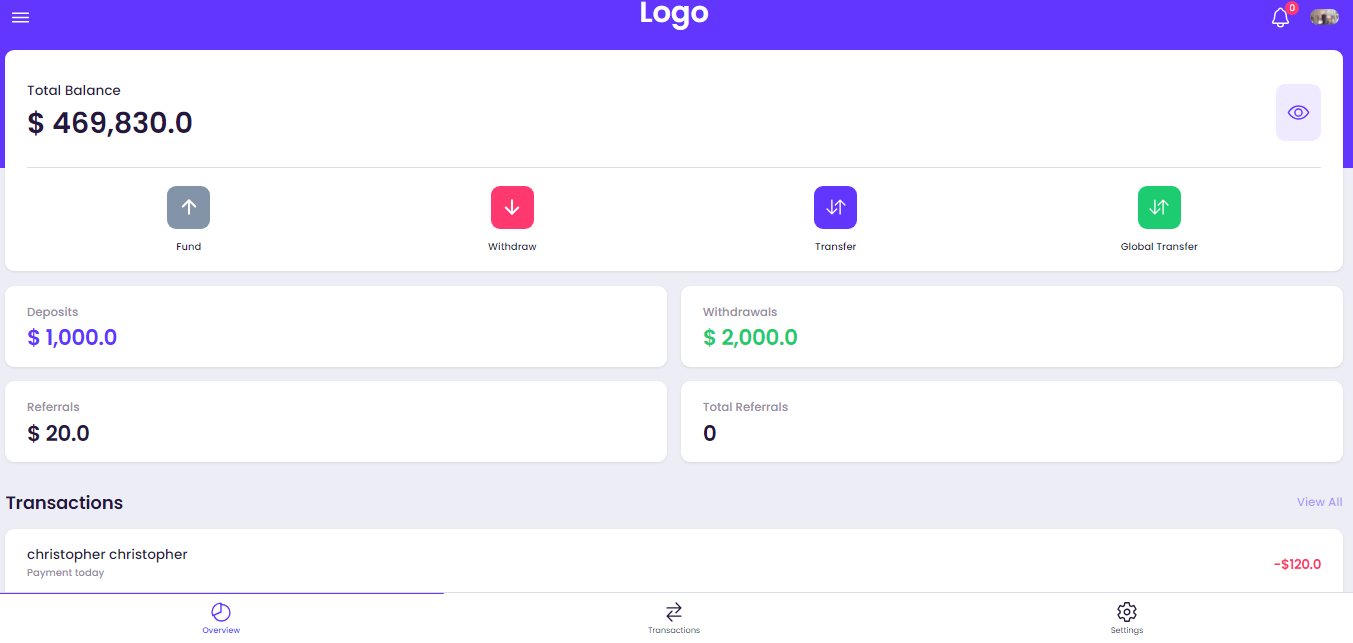 Logo
0
Total Balance
$ 469,830.0
Fund
Withdraw
Transfer
Global Transfer
Deposits
$ 1,000.0
Withdrawals
$ 2,000.0
Referrals
$ 20.0
Total Referrals
0
Transactions
View All
christopher christopher
Payment today
-$120.0
Overview
Transactions
Settings